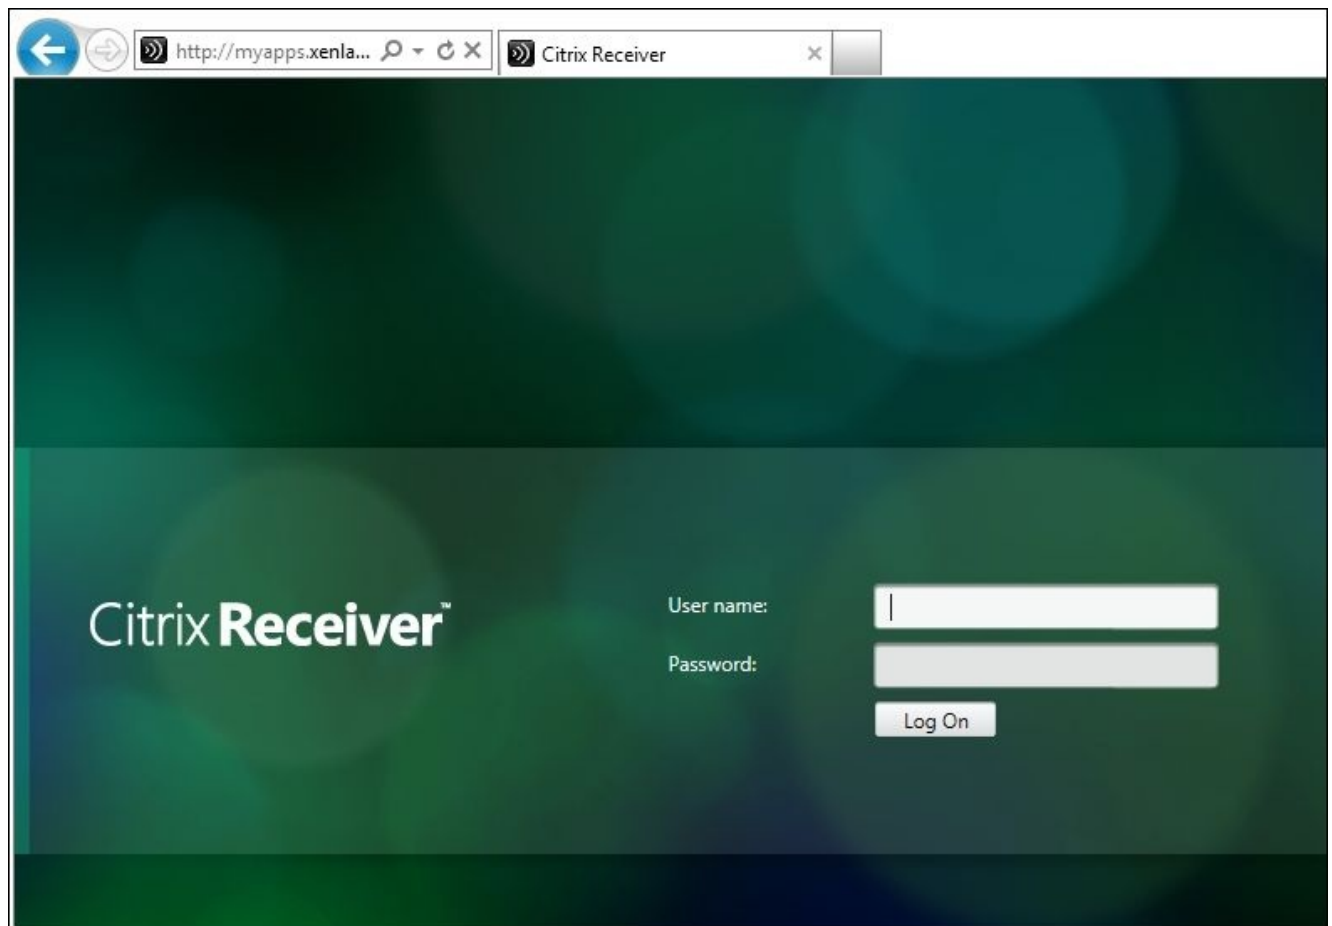 http://myapps.xenla...
Citrix Receiver
Citrix Receiver™
User name:
Password:
Log On